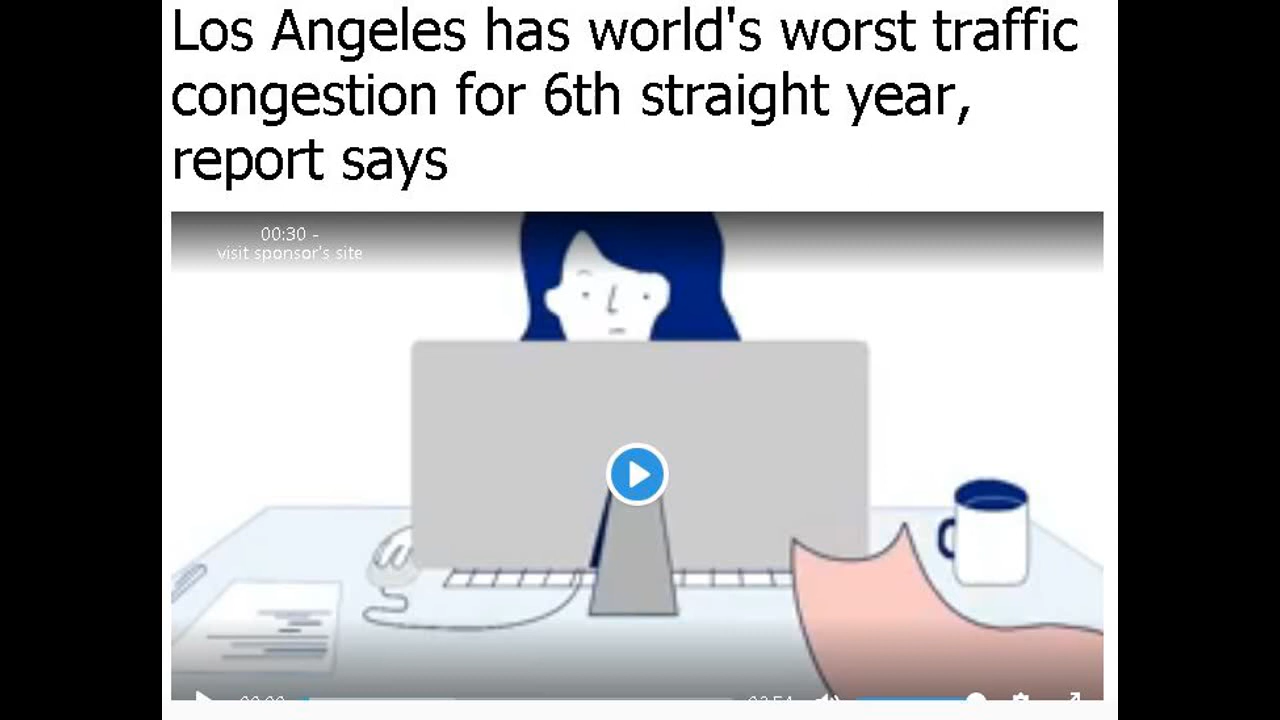 Los Angeles has world's worst traffic
congestion for 6th straight year,
report says
00:30 -
visit sponsor's site